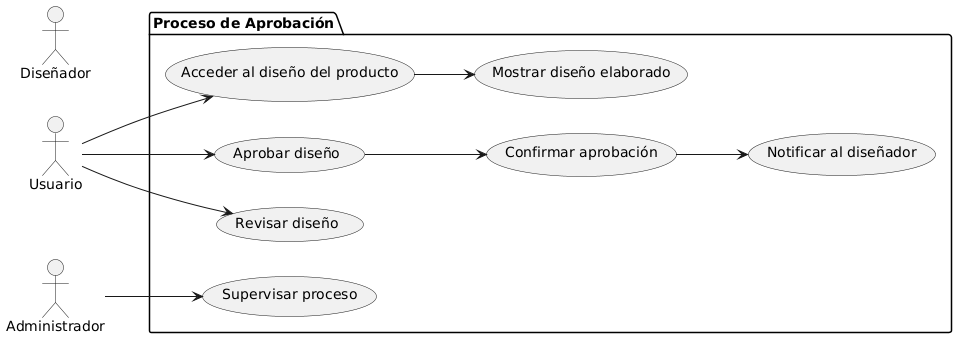 Proceso de Aprobación
Diseñador
Acceder al diseño del producto
Mostrar diseño elaborado
Usuario
Aprobar diseño
Confirmar aprobación
Notificar al diseñador
Revisar diseño
Administrador
Supervisar proceso